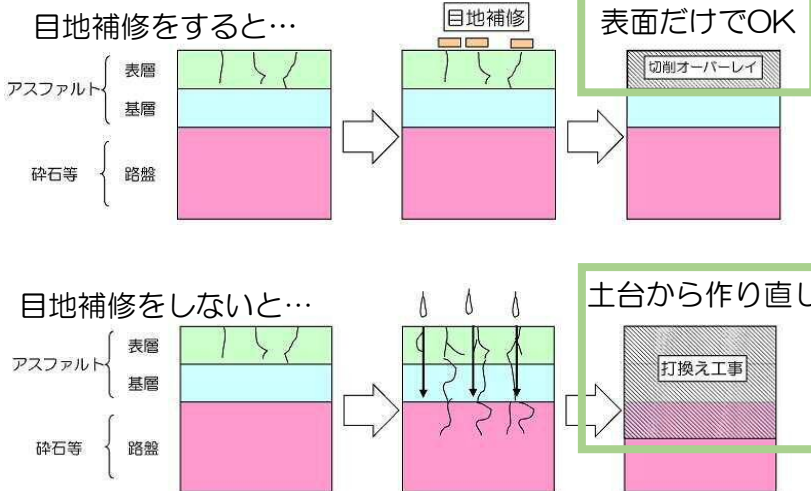 目地補修をすると…
目地補修
表面だけでOK
アスファルト
表層
基層
砕石等
路盤
切削オーバーレイ
目地補修をしないと…
土台から作り直し
アスファルト
表層
基層
砕石等
路盤
打換え工事